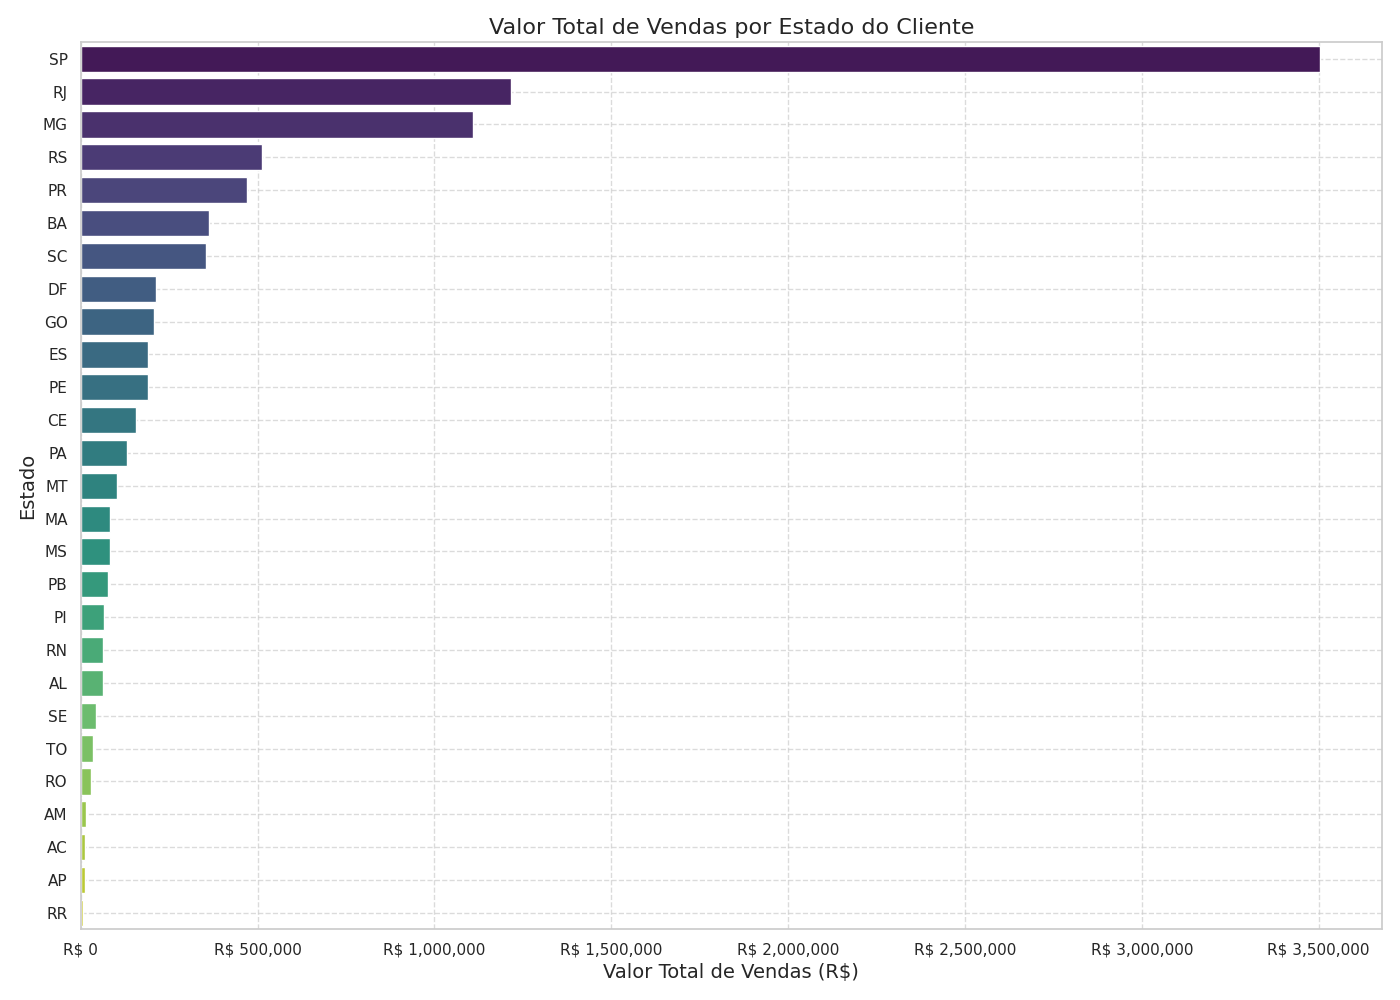 Valor Total de Vendas por Estado do Cliente
SP
RJ
MG
RS
PR
BA
SC
DF
GO
ES
PE
CE
PA
MT
MA
MS
PB
PI
RN
AL
SE
TO
RO
AM
AC
AP
RR
Estado
R$ 0 R$ 500,000 R$ 1,000,000 R$ 1,500,000 R$ 2,000,000 R$ 2,500,000 R$ 3,000,000 R$ 3,500,000
Valor Total de Vendas (R$)